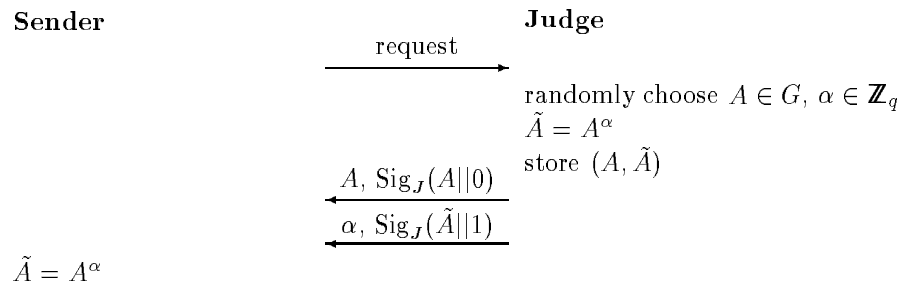 Sender
Judge
request
randomly choose A ∈ G, α ∈ ℤ_q
Ã = A^α
store (A, Ã)
A, Sig_J(A||0)
α, Sig_J(Ã||1)
Ã = A^α